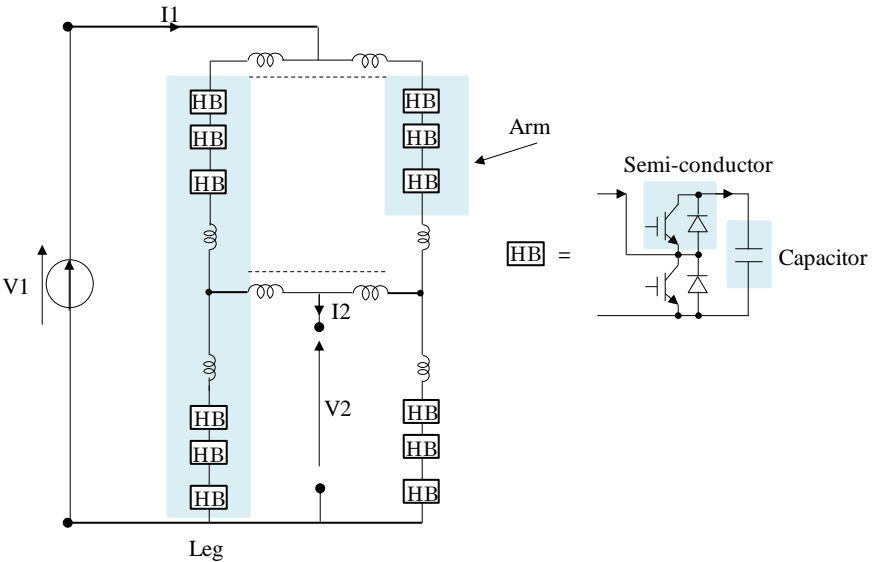 I1
HB
HB
HB
HB
HB
HB
Arm
V1
I2
V2
HB
HB
HB
HB
HB
HB
Leg
Semi-conductor
HB =
Capacitor